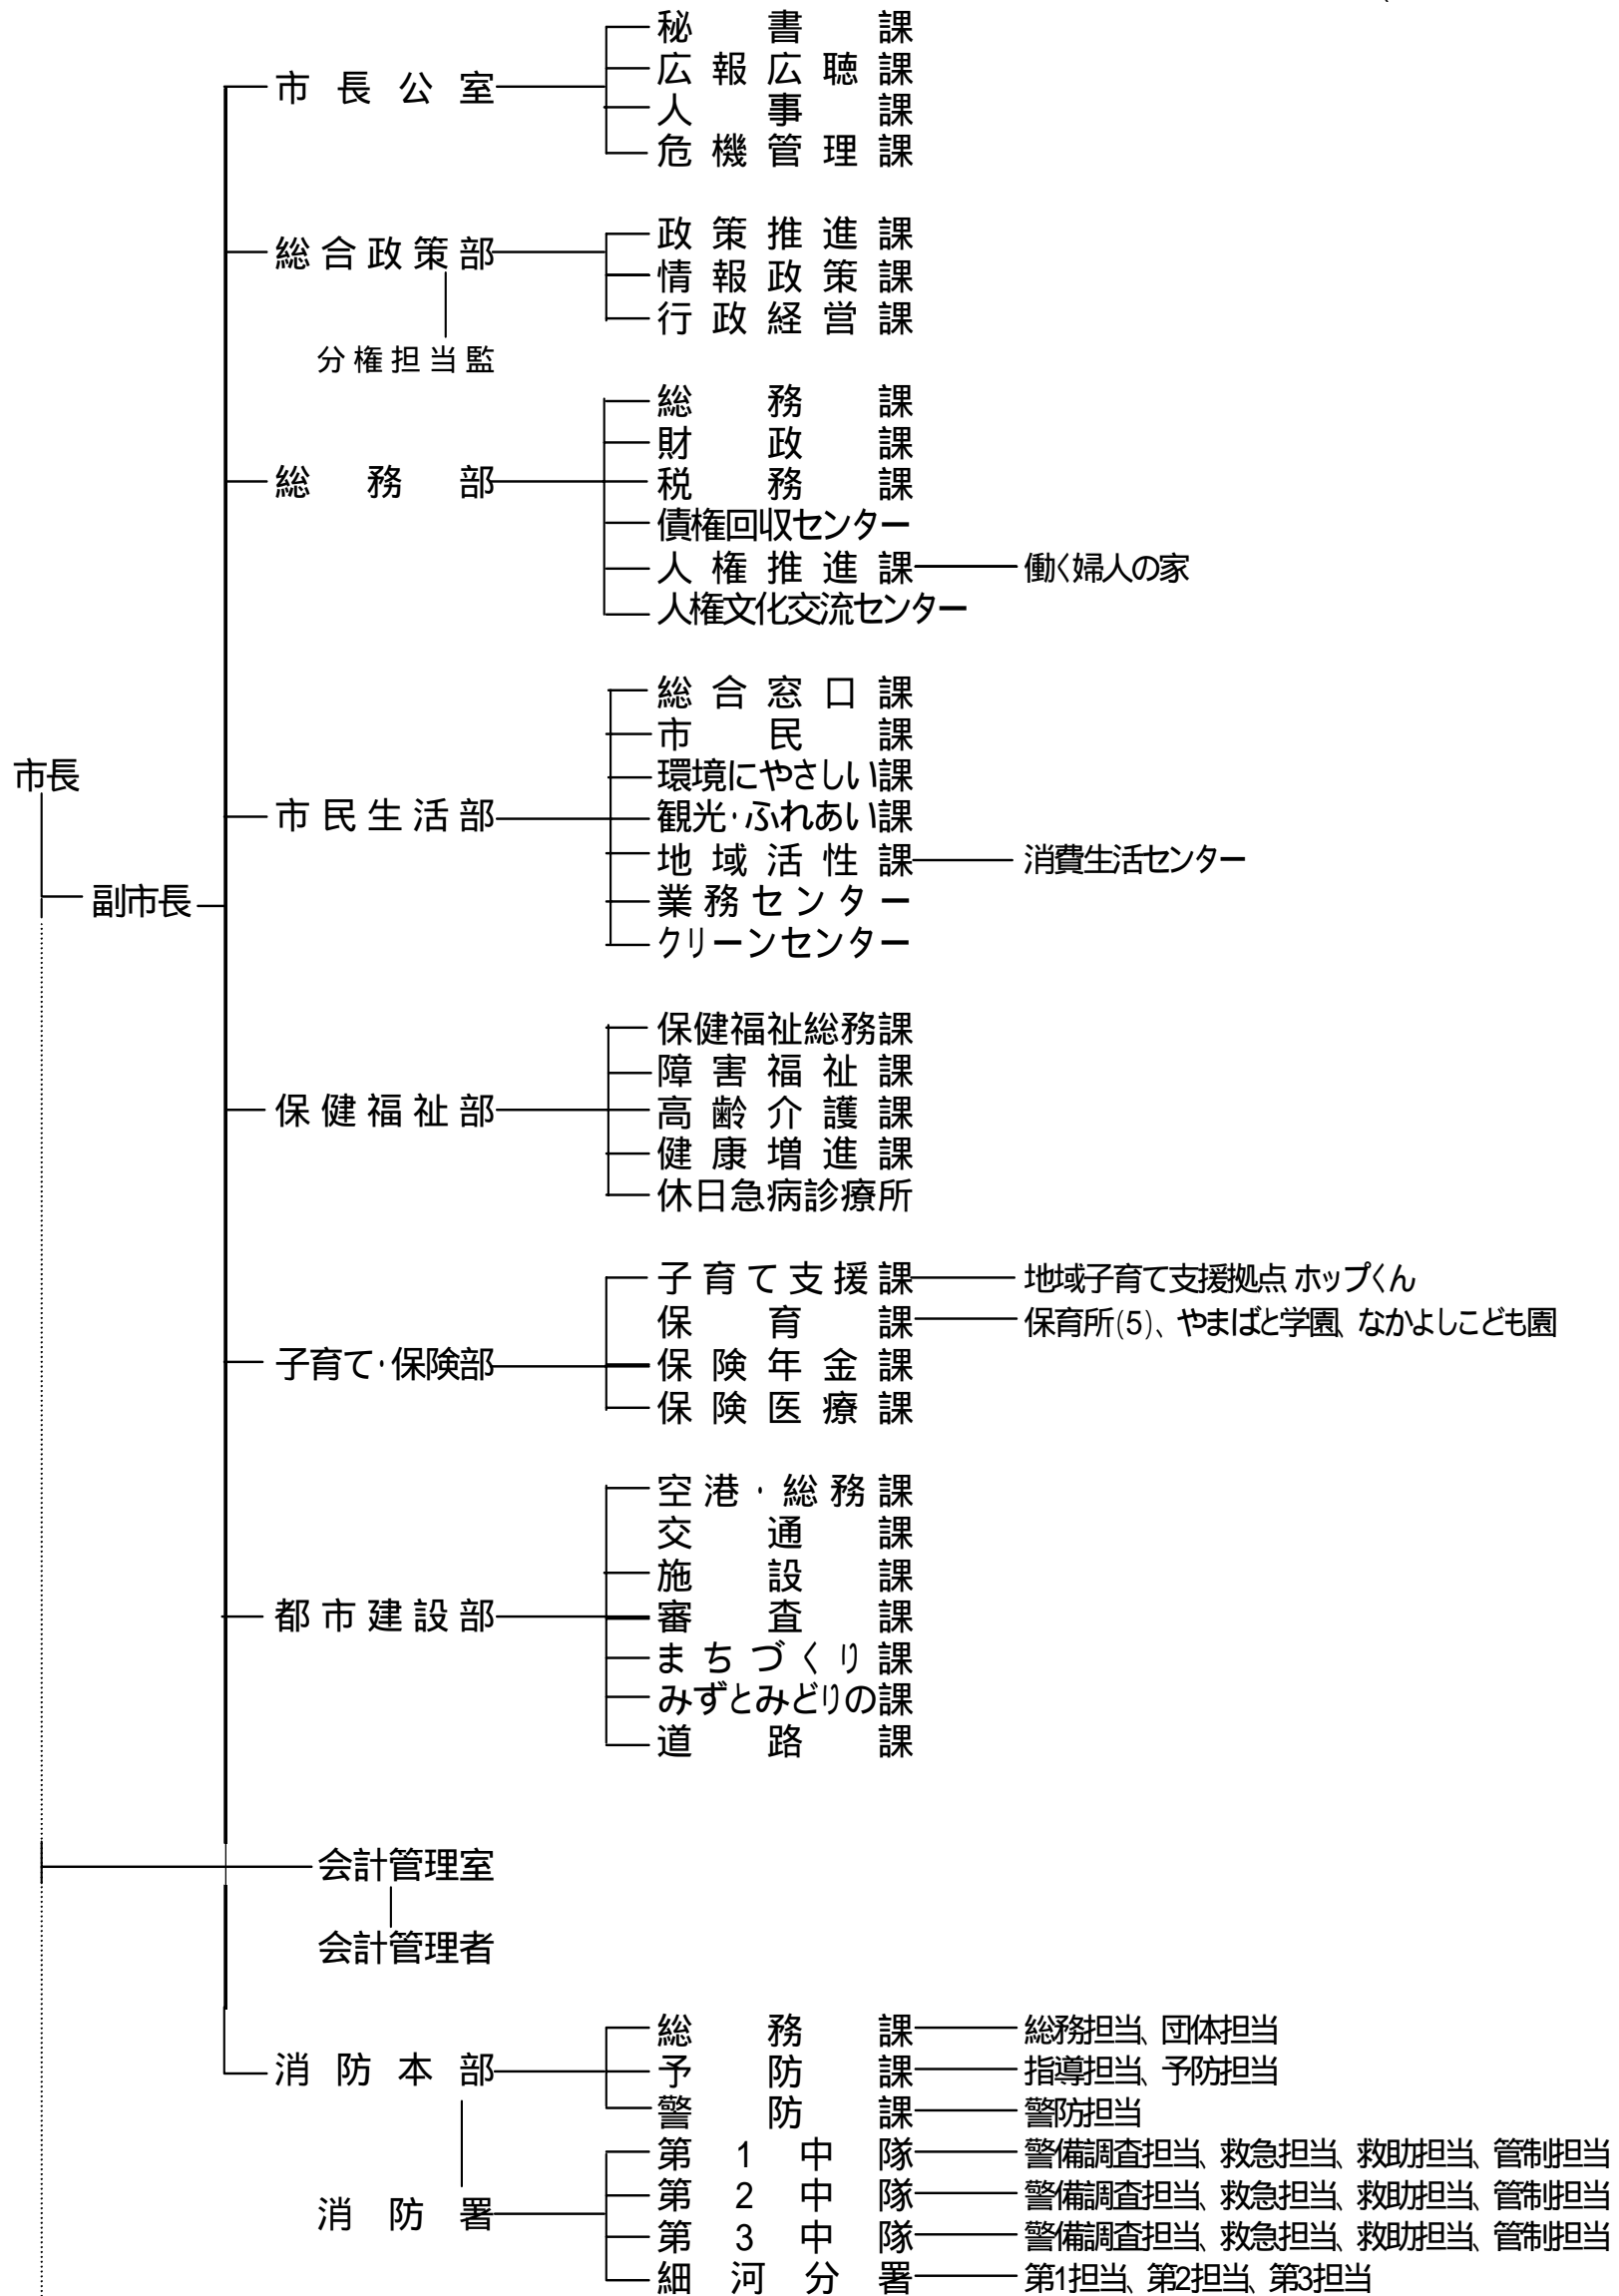 秘書課
広報広聴課
市長公室
人事課
危機管理課
政策推進課
総合政策部
情報政策課
行政経営課
分権担当監
総務課
財政課
総務部
税務課
債権回収センター
人権推進課 働く婦人の家
人権文化交流センター
総合窓口課
市民課
市長
環境にやさしい課
市民生活部
観光・ふれあい課
地域活性課 消費生活センター
副市長
業務センター
クリーンセンター
保健福祉総務課
障害福祉課
保健福祉部
高齢介護課
健康増進課
休日急病診療所
子育て支援課 地域子育て支援拠点 ホップくん
保育課 保育所(5)、やまばと学園、なかよしこども園
子育て・保険部
保険年金課
保険医療課
空港・総務課
交通課
施設課
都市建設部
審査課
まちづくり課
みずとみどりの課
道路課
会計管理室
会計管理者
総務課 総務担当、団体担当
消防本部
予防課 指導担当、予防担当
警防課 警防担当
第1中隊 警備調査担当、救急担当、救助担当、管制担当
第2中隊 警備調査担当、救急担当、救助担当、管制担当
消防署
第3中隊 警備調査担当、救急担当、救助担当、管制担当
細河分署 第1担当、第2担当、第3担当